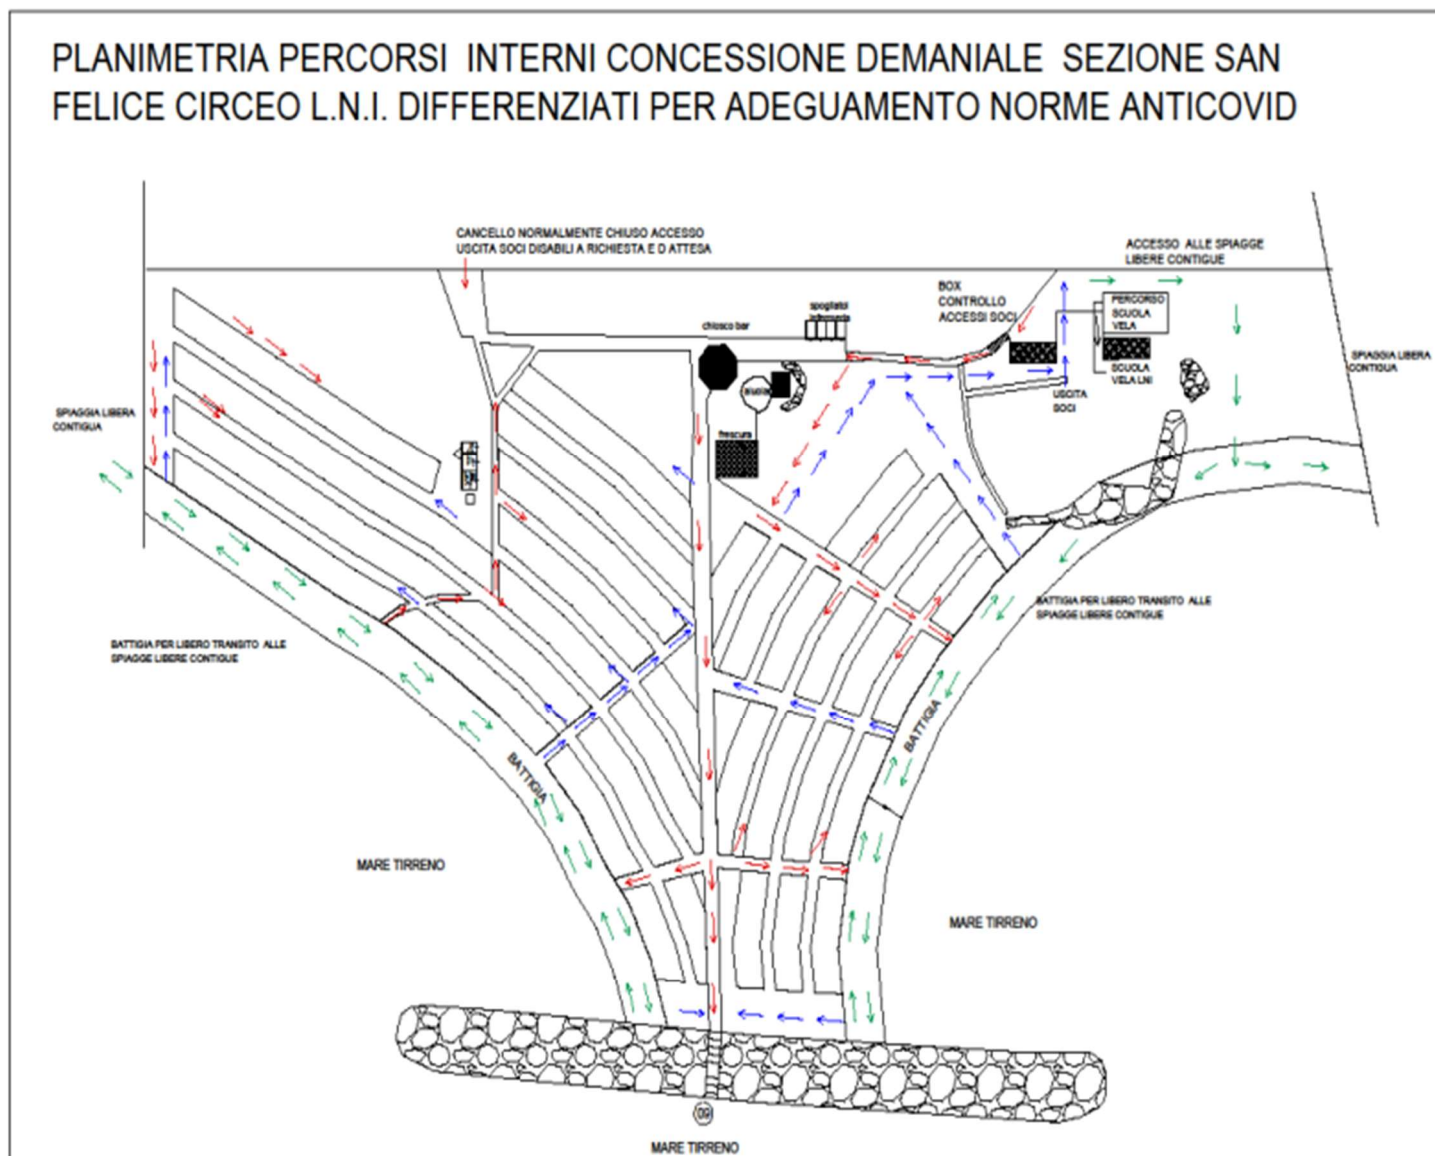 PLANIMETRIA PERCORSI INTERNI CONCESSIONE DEMANIALE SEZIONE SAN
FELICE CIRCEO L.N.I. DIFFERENZIATI PER ADEGUAMENTO NORME ANTICOVID
CANCELLO NORMALMENTE CHIUSO ACCESSO
USCITA SOCI DISABILI A RICHIESTA E D ATTESA
ACCESSO ALLE SPIAGGE
LIBERE CONTIGUE
BOX
CONTROLLO
ACCESSI SOCI
PERCORSO
SCUOLA
VELA
spogliatoi
infermeria
chiosco bar
SCUOLA
VELA LNI
SPIAGGIA LIBERA
CONTIGUA
USCITA
SOCI
SPIAGGIA LIBERA
CONTIGUA
frescura
BATTIGIA PER LIBERO TRANSITO ALLE
SPIAGGE LIBERE CONTIGUE
BATTIGIA PER LIBERO TRANSITO ALLE
SPIAGGE LIBERE CONTIGUE
BATTIGIA
BATTIGIA
MARE TIRRENO
MARE TIRRENO
09
MARE TIRRENO